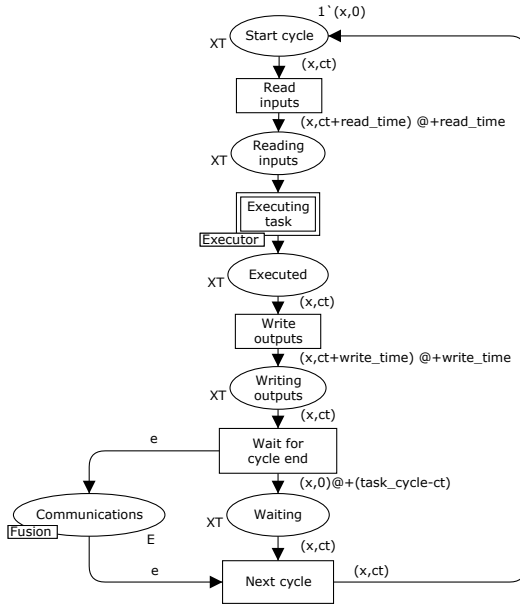 1`(x,0)
Start cycle
XT
(x,ct)
Read
inputs
(x,ct+read_time) @+read_time
Reading
inputs
XT
Executing
task
Executor
Executed
XT
(x,ct)
Write
outputs
(x,ct+write_time) @+write_time
Writing
outputs
XT
(x,ct)
e
Wait for
cycle end
(x,0)@+(task_cycle-ct)
Communications
Fusion
E
Waiting
XT
(x,ct)
e
Next cycle
(x,ct)